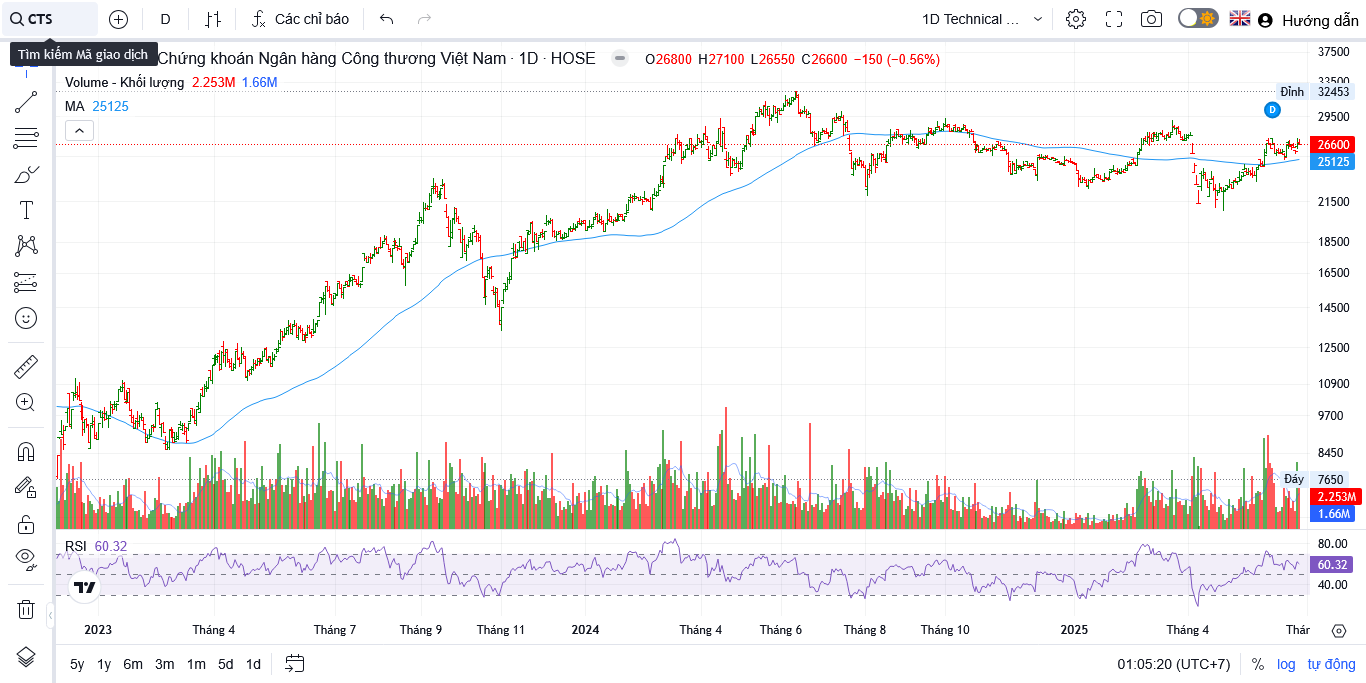 CTS
D
Các chỉ báo
1D Technical ...
Hướng dẫn
Tìm kiếm Mã giao dịch
Chứng khoán Ngân hàng Công thương Việt Nam · 1D · HOSE
O26800 H27100 L26550 C26600 −150 (−0.56%)
Volume - Khối lượng 2.253M 1.66M
MA 25125
37500
32500
Đỉnh 32453
D
29500
26600
25125
21500
18500
16500
14500
12500
10900
9700
8450
Đáy 7650
2.253M
1.66M
RSI 60.32
80.00
60.32
40.00
2023 Tháng 4 Tháng 7 Tháng 9 Tháng 11 2024 Tháng 4 Tháng 6 Tháng 8 Tháng 10 2025 Tháng 4 Thár
5y 1y 6m 3m 1m 5d 1d
01:05:20 (UTC+7) % log tự động